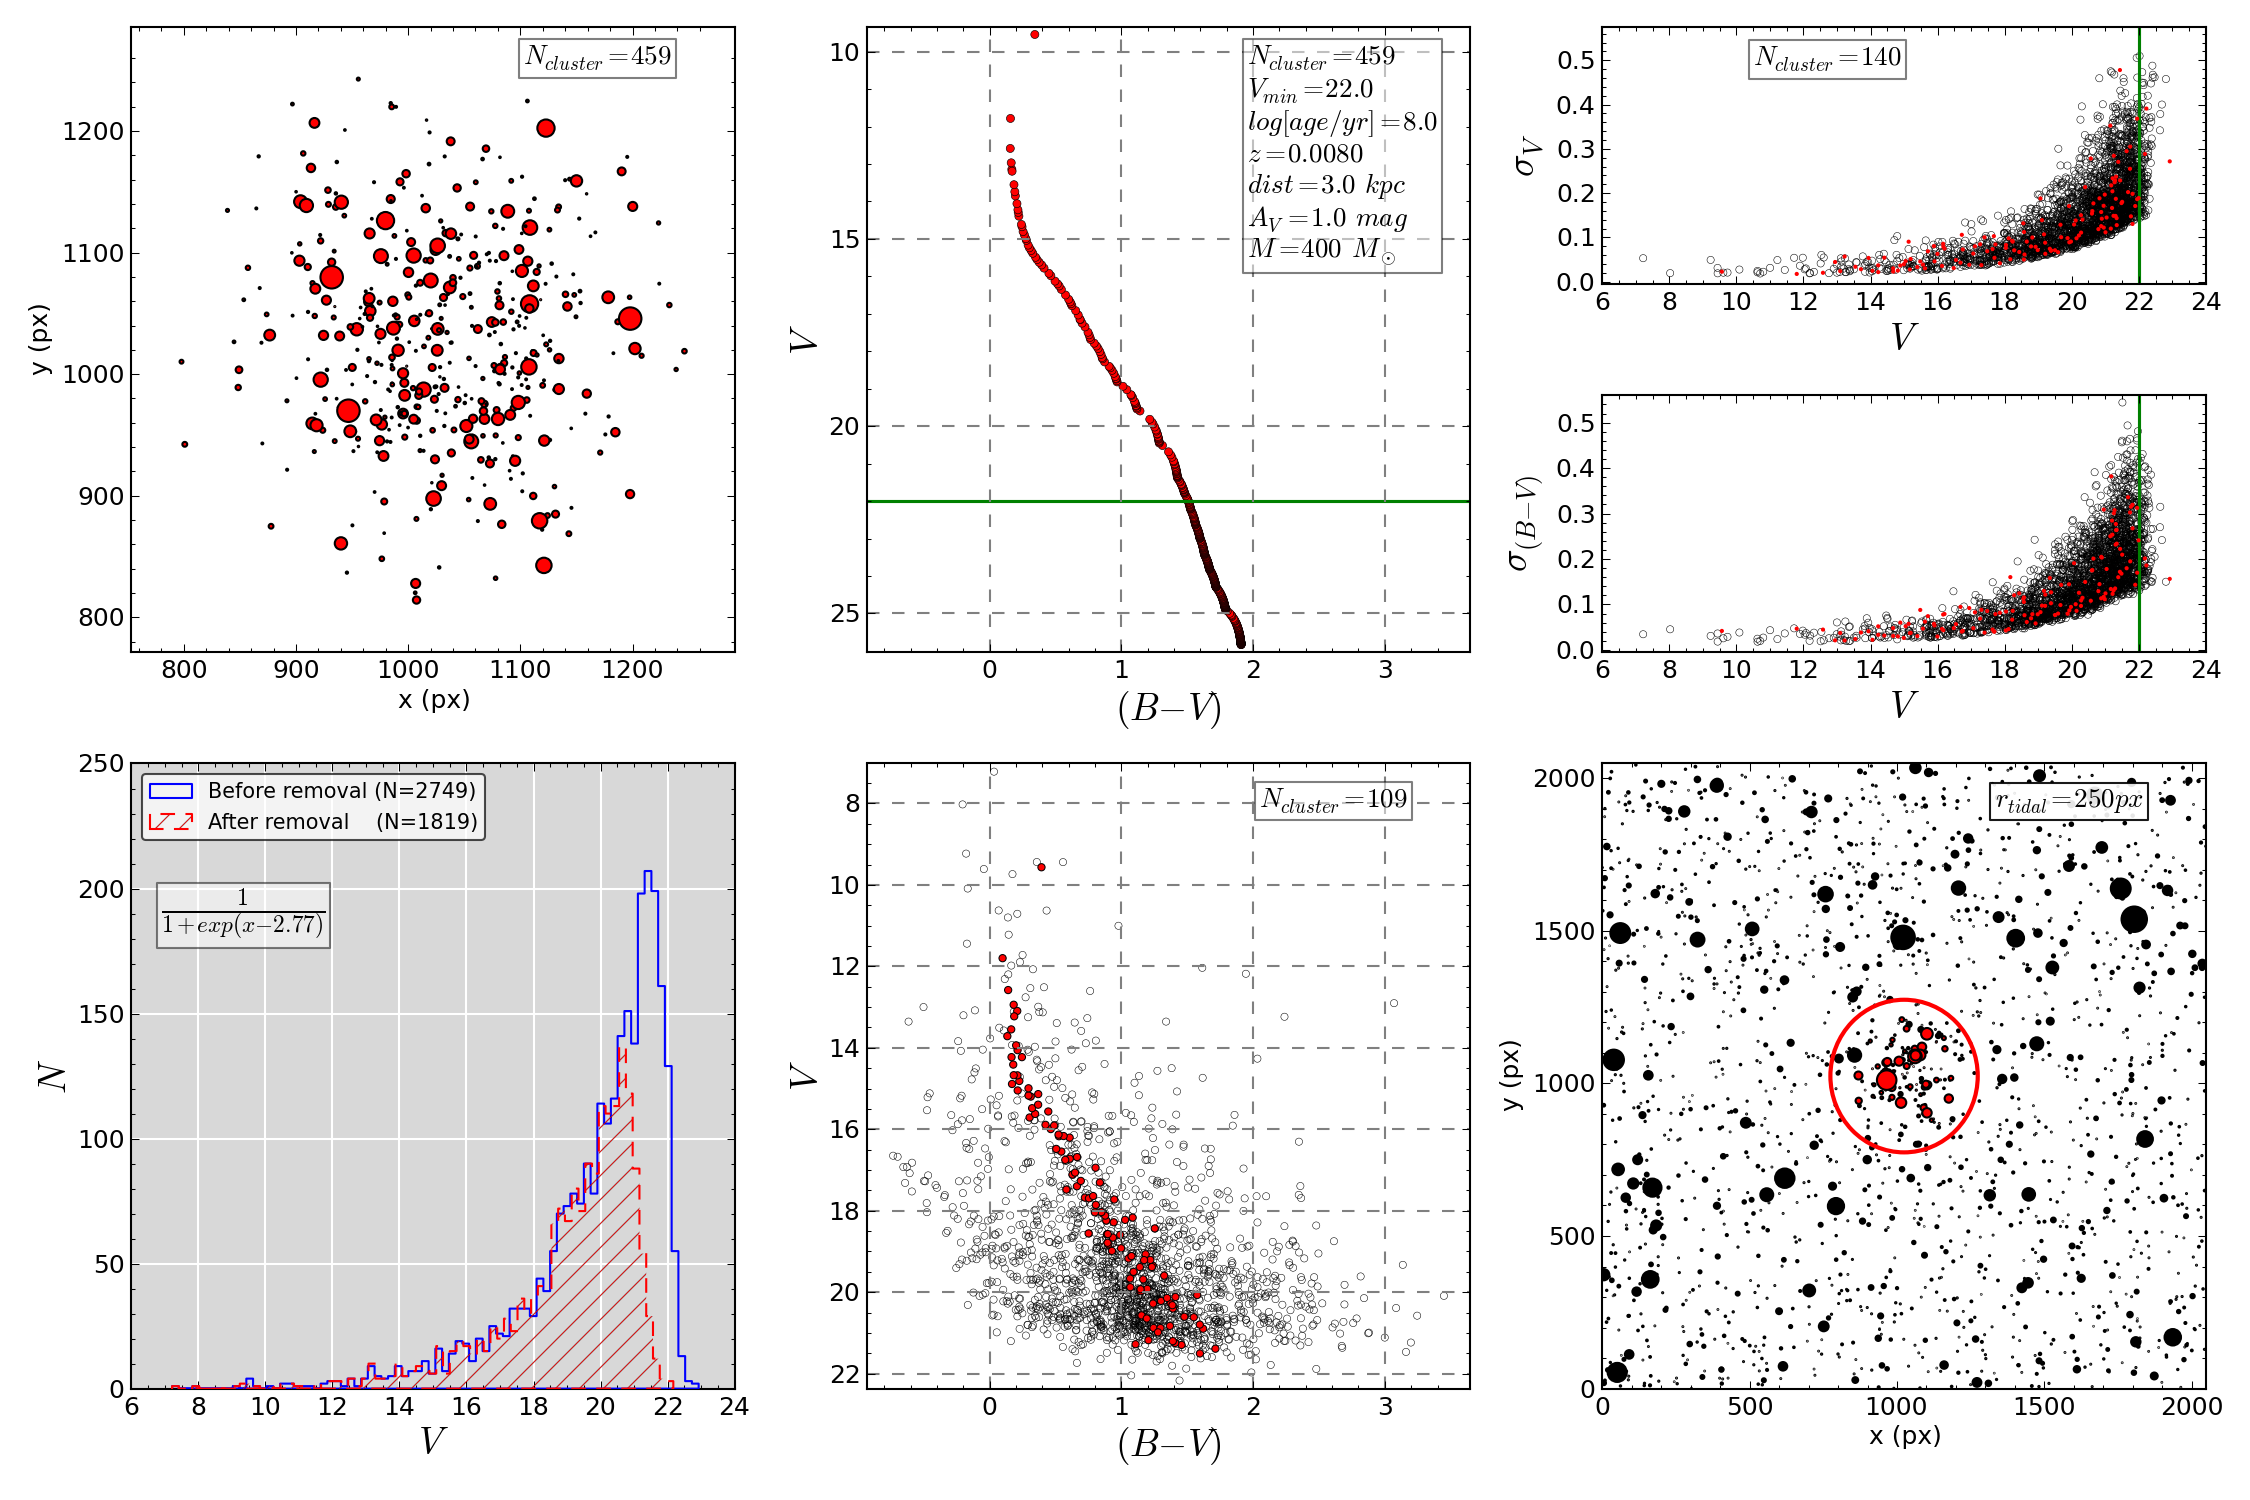 N_cluster=459
1200
1100
1000
900
800
y (px)
800 900 1000 1100 1200
x (px)
N_cluster=459
V_min=22.0
log[age/yr]=8.0
z=0.0080
dist=3.0 kpc
A_V=1.0 mag
M=400 M_⊙
10
15
20
25
V
0 1 2 3
(B−V)
N_cluster=140
0.5
0.4
0.3
0.2
0.1
0.0
σ_V
6 8 10 12 14 16 18 20 22 24
V
0.5
0.4
0.3
0.2
0.1
0.0
σ_(B−V)
6 8 10 12 14 16 18 20 22 24
V
Before removal (N=2749)
After removal (N=1819)
1
1+exp(x−2.77)
250
200
150
100
50
0
N
6 8 10 12 14 16 18 20 22 24
V
N_cluster=109
8
10
12
14
16
18
20
22
V
0 1 2 3
(B−V)
r_tidal=250px
2000
1500
1000
500
0
y (px)
0 500 1000 1500 2000
x (px)